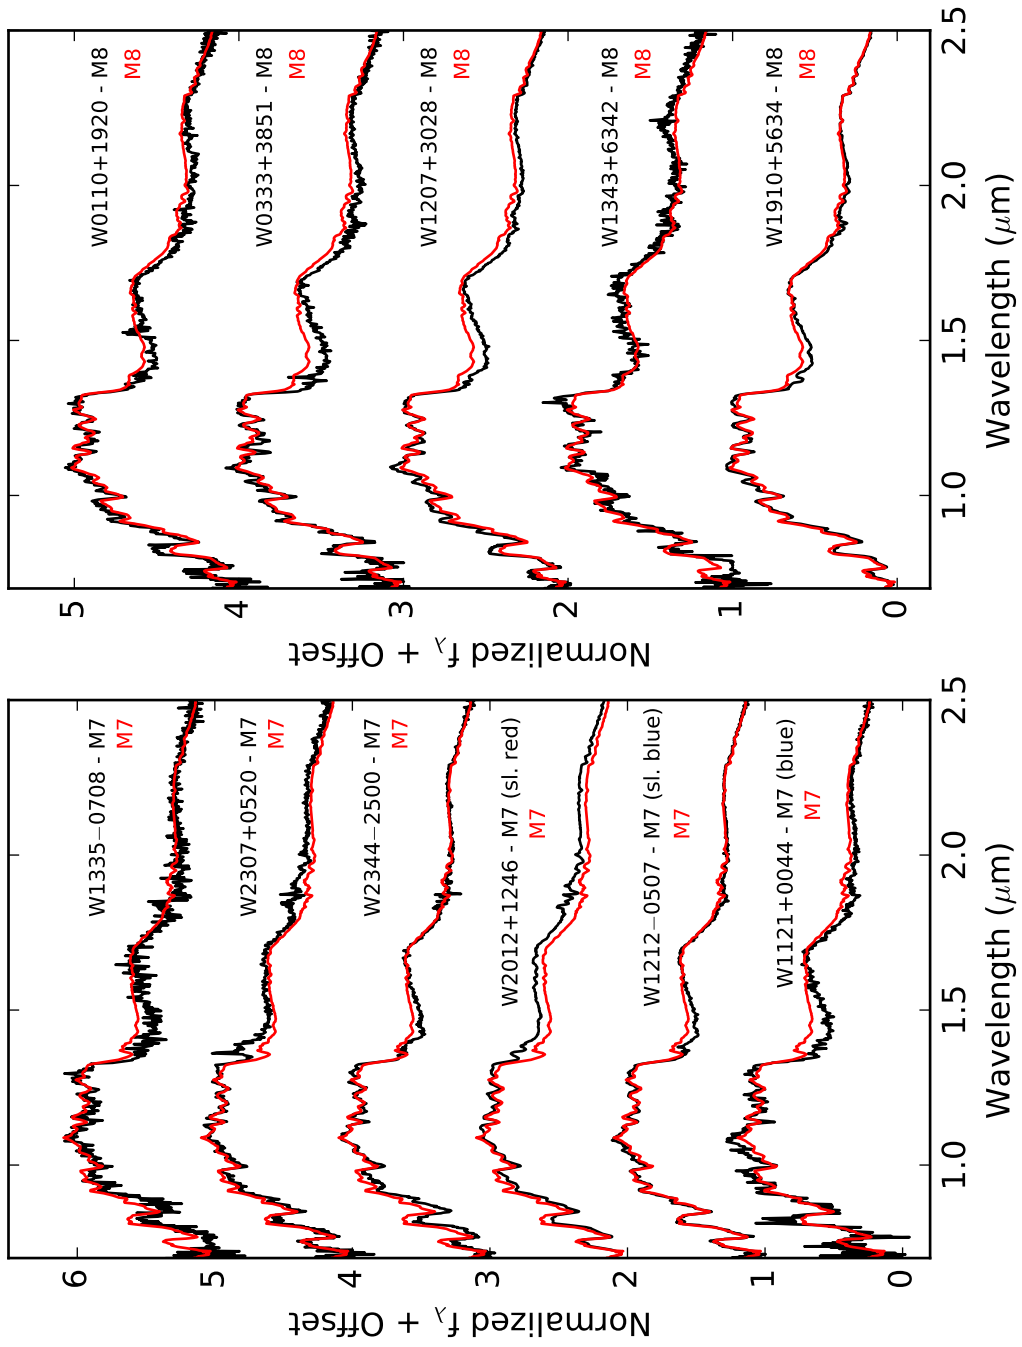 6
5
4
3
2
1
0
Normalized f_λ + Offset
W1335−0708 - M7
M7
W2307+0520 - M7
M7
W2344−2500 - M7
M7
W2012+1246 - M7 (sl. red)
M7
W1212−0507 - M7 (sl. blue)
M7
W1121+0044 - M7 (blue)
M7
1.0
1.5
2.0
2.5
Wavelength (μm)
5
4
3
2
1
0
Normalized f_λ + Offset
W0110+1920 - M8
M8
W0333+3851 - M8
M8
W1207+3028 - M8
M8
W1343+6342 - M8
M8
W1910+5634 - M8
M8
1.0
1.5
2.0
2.5
Wavelength (μm)